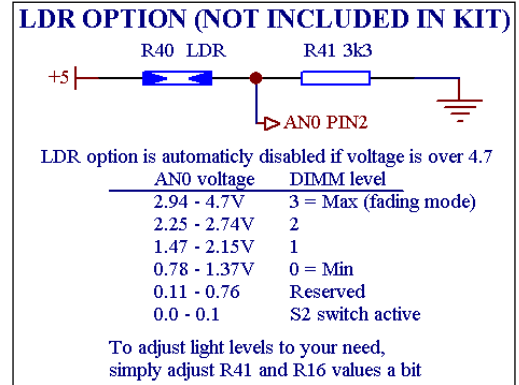 LDR OPTION (NOT INCLUDED IN KIT)
R40 LDR R41 3k3
+5
AN0 PIN2
LDR option is automaticly disabled if voltage is over 4.7
AN0 voltage DIMM level
2.94 - 4.7V 3 = Max (fading mode)
2.25 - 2.74V 2
1.47 - 2.15V 1
0.78 - 1.37V 0 = Min
0.11 - 0.76 Reserved
0.0 - 0.1 S2 switch active
To adjust light levels to your need,
simply adjust R41 and R16 values a bit